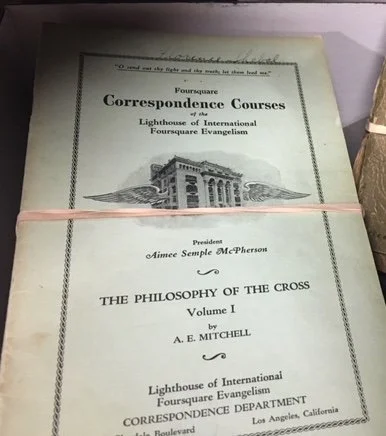 "O send out thy light and thy truth; let them lead me."
Foursquare
Correspondence Courses
of the
Lighthouse of International
Foursquare Evangelism
President
Aimee Semple McPherson
THE PHILOSOPHY OF THE CROSS
Volume I
by
A. E. MITCHELL
Lighthouse of International
Foursquare Evangelism
CORRESPONDENCE DEPARTMENT
Boulevard Los Angeles, California